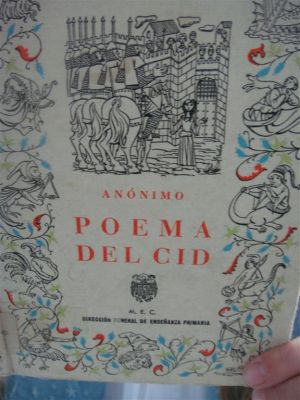 ANÓNIMO
POEMA
DEL CID
M. E. C.
DIRECCIÓN GENERAL DE ENSEÑANZA PRIMARIA